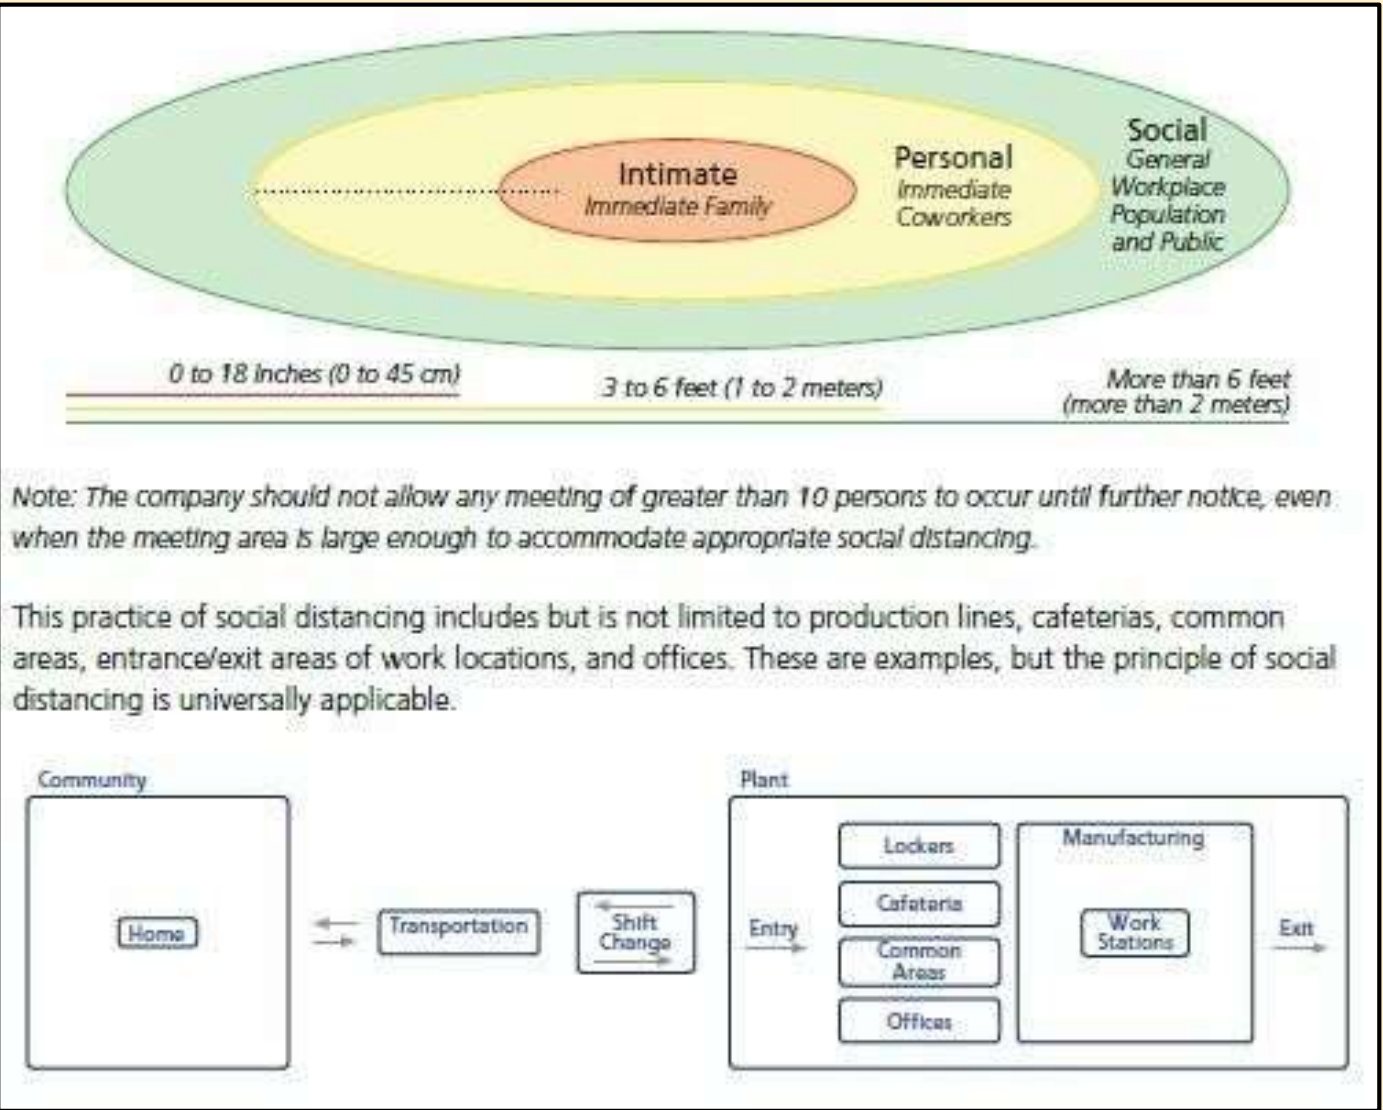 Intimate
Immediate Family
Personal
Immediate
Coworkers
Social
General
Workplace
Population
and Public
0 to 18 Inches (0 to 45 cm)
3 to 6 feet (1 to 2 meters)
More than 6 feet
(more than 2 meters)
Note: The company should not allow any meeting of greater than 10 persons to occur until further notice, even
when the meeting area is large enough to accommodate appropriate social distancing.
This practice of social distancing includes but is not limited to production lines, cafeterias, common
areas, entrance/exit areas of work locations, and offices. These are examples, but the principle of social
distancing is universally applicable.
Community
Home
Transportation
Shift
Change
Plant
Entry
Lockers
Cafeteria
Common
Areas
Offices
Manufacturing
Work
Stations
Exit